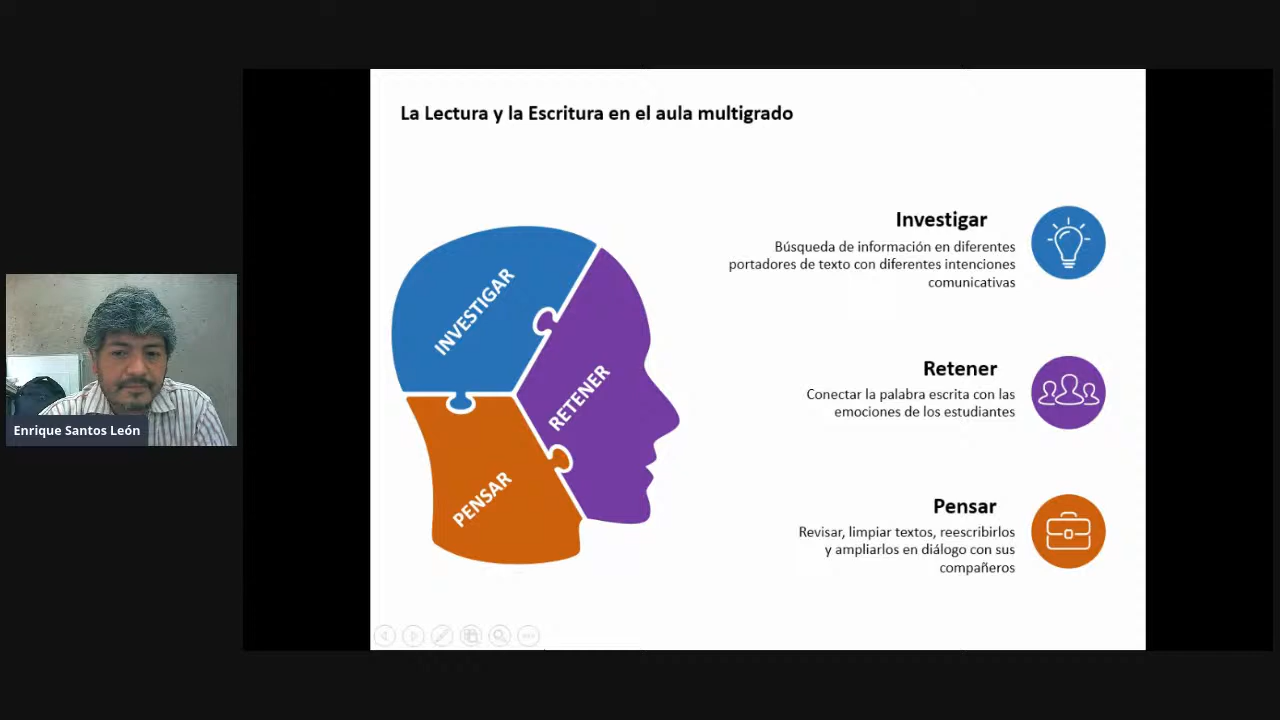 La Lectura y la Escritura en el aula multigrado
INVESTIGAR
RETENER
PENSAR
Investigar
Búsqueda de información en diferentes
portadores de texto con diferentes intenciones
comunicativas
Retener
Conectar la palabra escrita con las
emociones de los estudiantes
Pensar
Revisar, limpiar textos, reescribirlos
y ampliarlos en diálogo con sus
compañeros
Enrique Santos León